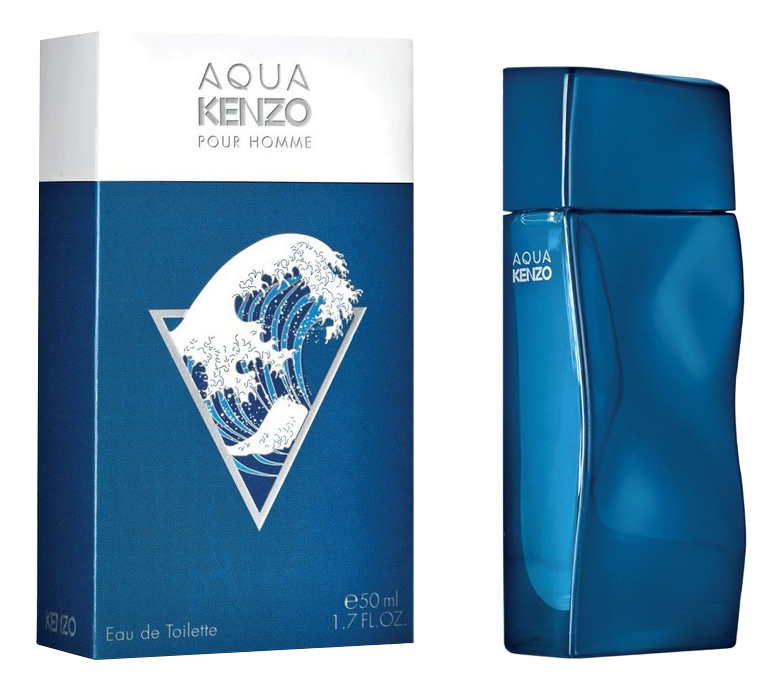 AQUA
KENZO
POUR HOMME
KENZO
Eau de Toilette
℮50 ml
1.7 FL.OZ.
AQUA
KENZO